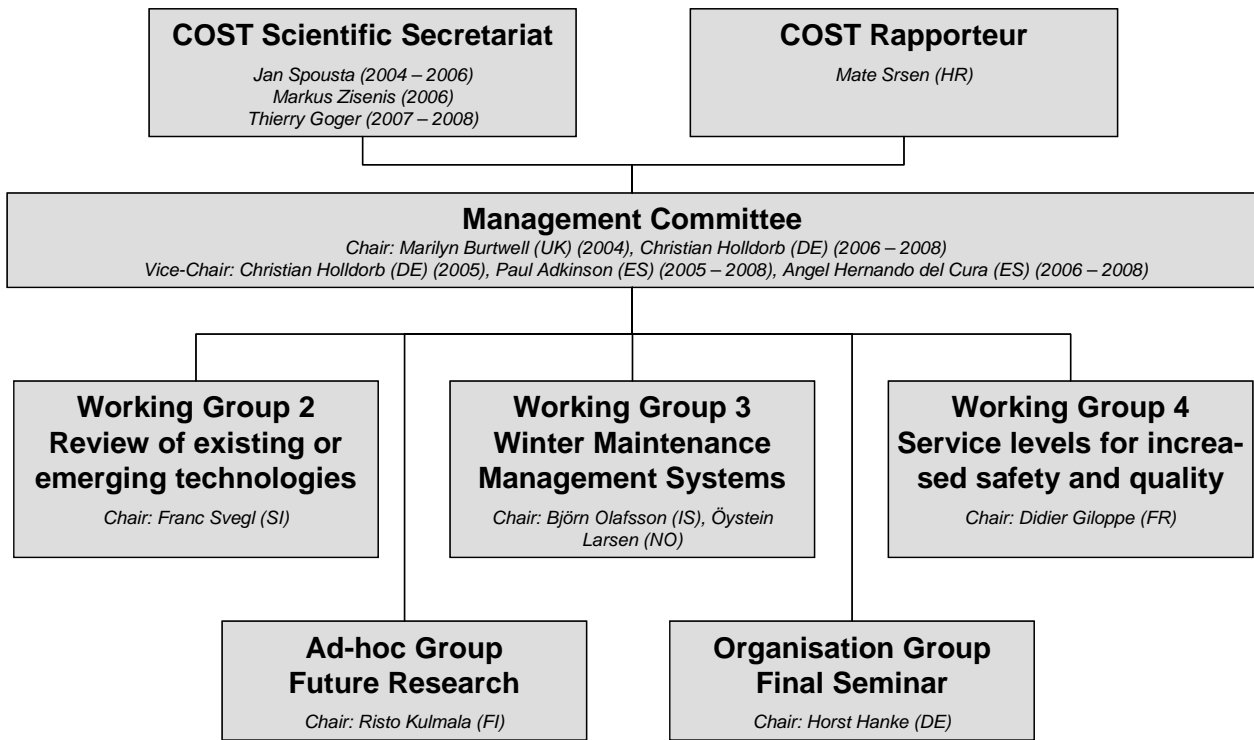 COST Scientific Secretariat
Jan Spousta (2004 – 2006)
Markus Zisenis (2006)
Thierry Goger (2007 – 2008)
COST Rapporteur
Mate Srsen (HR)
Management Committee
Chair: Marilyn Burtwell (UK) (2004), Christian Holldorb (DE) (2006 – 2008)
Vice-Chair: Christian Holldorb (DE) (2005), Paul Adkinson (ES) (2005 – 2008), Angel Hernando del Cura (ES) (2006 – 2008)
Working Group 2
Review of existing or
emerging technologies
Chair: Franc Svegl (SI)
Working Group 3
Winter Maintenance
Management Systems
Chair: Björn Olafsson (IS), Öystein
Larsen (NO)
Working Group 4
Service levels for increa-
sed safety and quality
Chair: Didier Giloppe (FR)
Ad-hoc Group
Future Research
Chair: Risto Kulmala (FI)
Organisation Group
Final Seminar
Chair: Horst Hanke (DE)